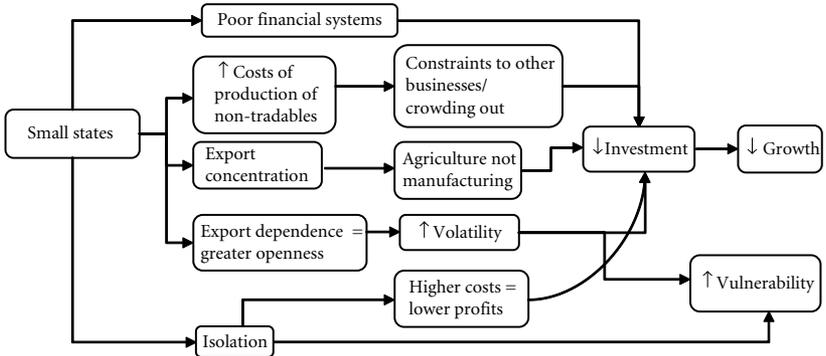 Poor financial systems
↑ Costs of
production of
non-tradables
Constraints to other
businesses/
crowding out
Small states
Export
concentration
Agriculture not
manufacturing
↓Investment
↓ Growth
Export dependence =
greater openness
↑ Volatility
Higher costs =
lower profits
↑ Vulnerability
Isolation